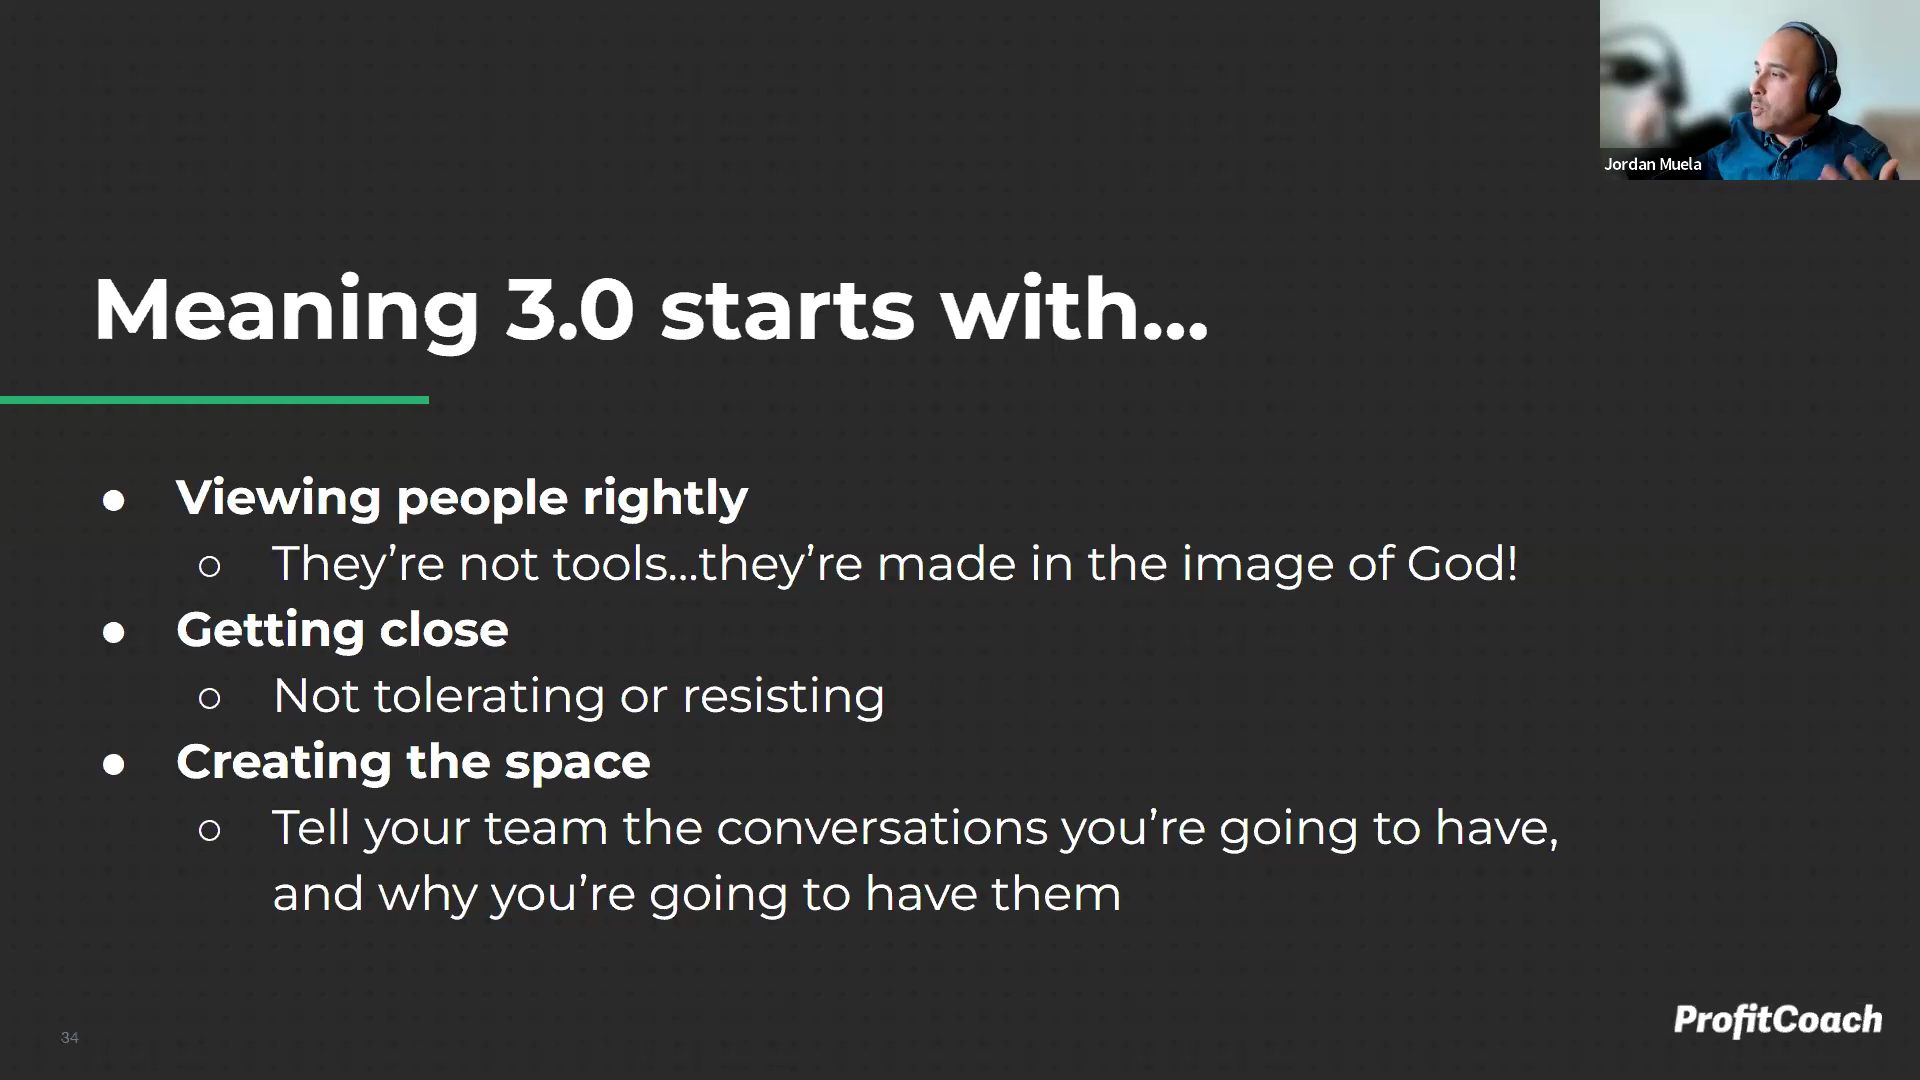 Jordan Muela
Meaning 3.0 starts with...
● Viewing people rightly
○ They’re not tools...they’re made in the image of God!
● Getting close
○ Not tolerating or resisting
● Creating the space
○ Tell your team the conversations you’re going to have,
and why you’re going to have them
34
ProfitCoach